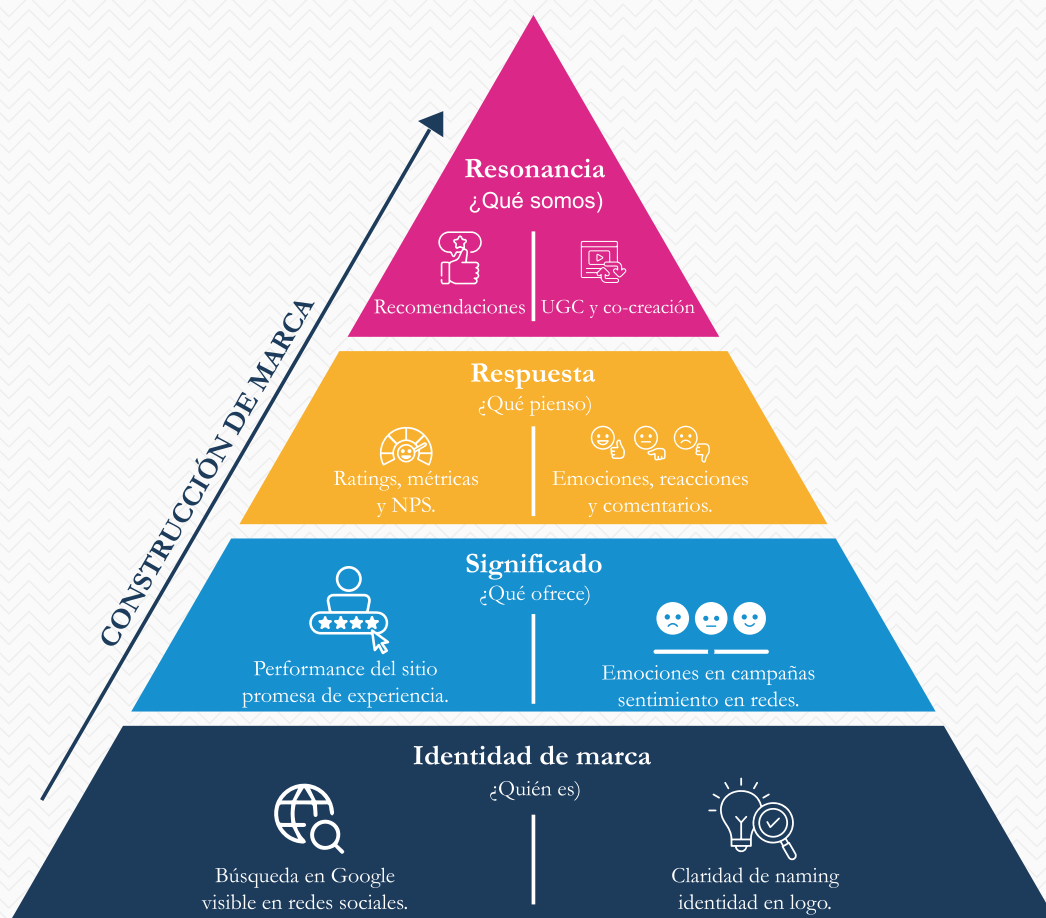 CONSTRUCCIÓN DE MARCA
Resonancia
¿Qué somos)
Recomendaciones
UGC y co-creación
Respuesta
¿Qué pienso)
Ratings, métricas
y NPS.
Emociones, reacciones
y comentarios.
Significado
¿Qué ofrece)
Performance del sitio
promesa de experiencia.
Emociones en campañas
sentimiento en redes.
Identidad de marca
¿Quién es)
Búsqueda en Google
visible en redes sociales.
Claridad de naming
identidad en logo.